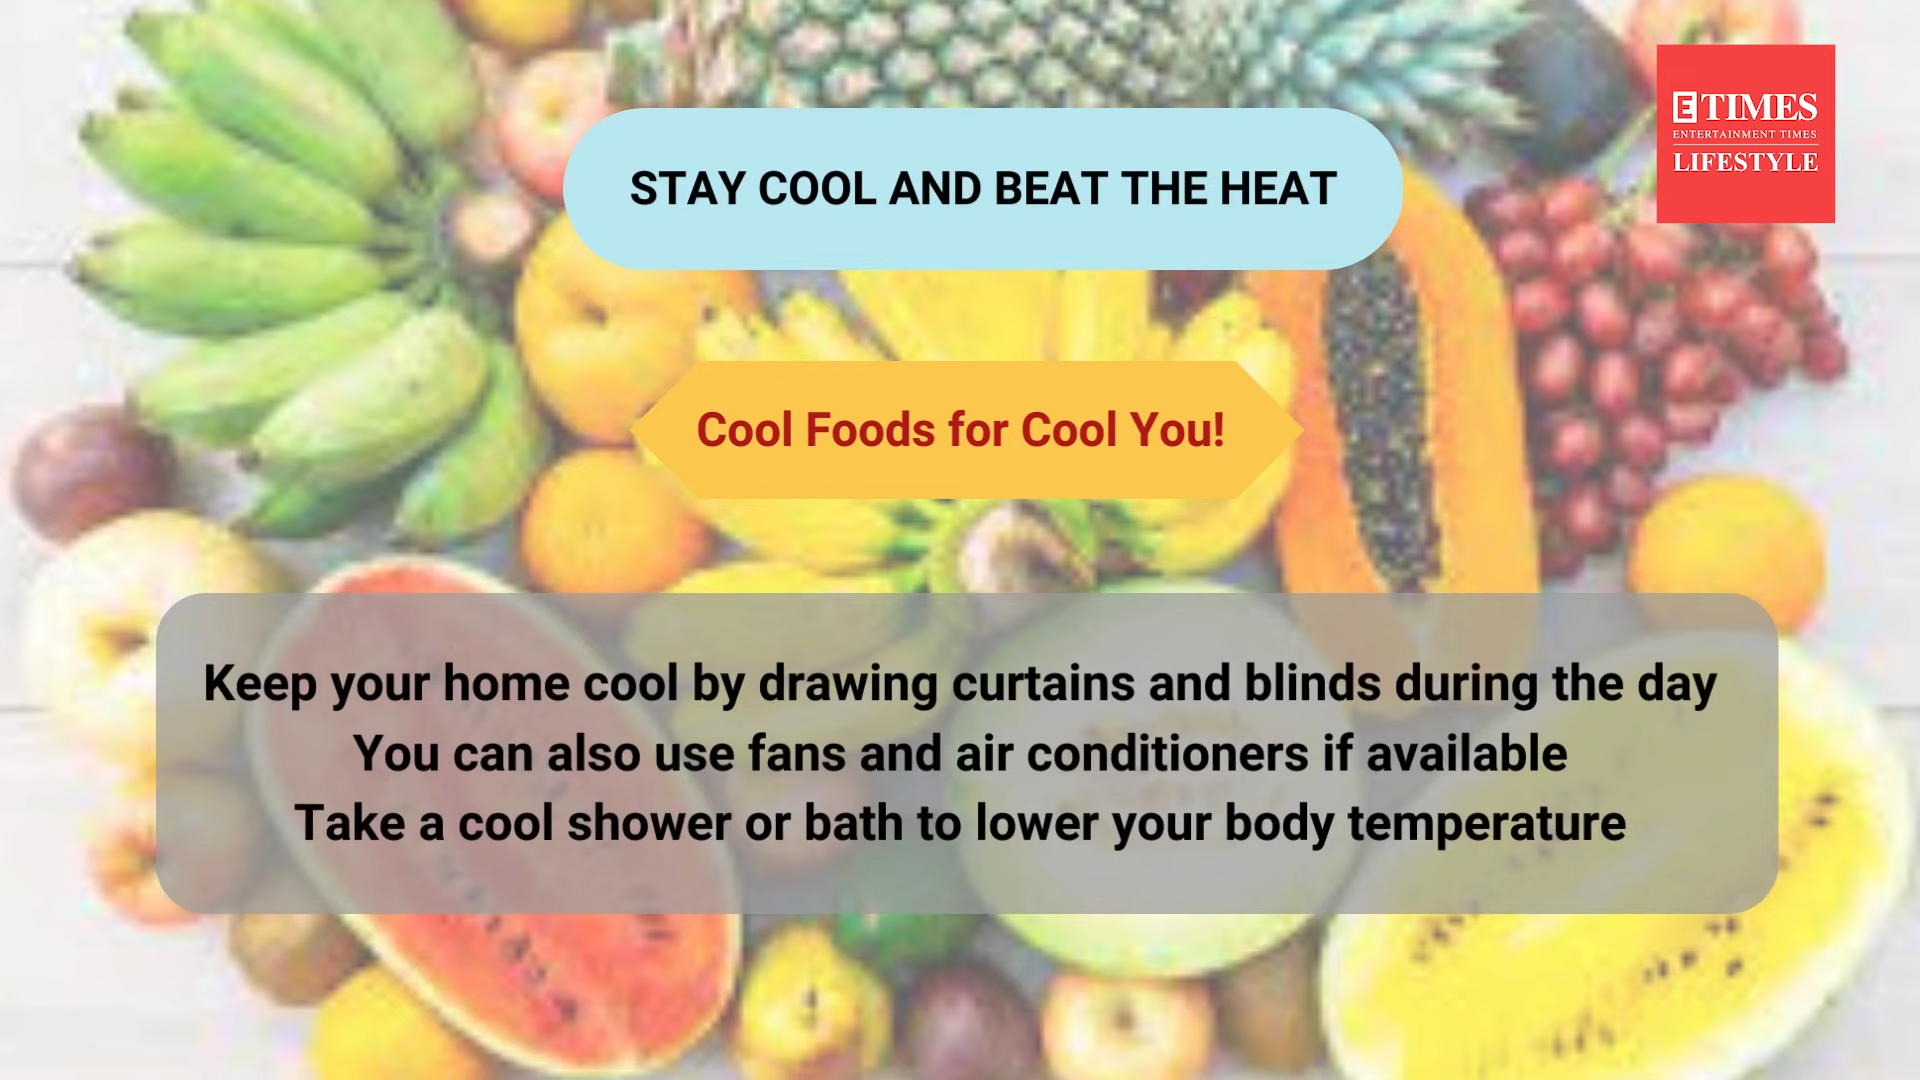 ETIMES
ENTERTAINMENT TIMES
LIFESTYLE
STAY COOL AND BEAT THE HEAT
Cool Foods for Cool You!
Keep your home cool by drawing curtains and blinds during the day
You can also use fans and air conditioners if available
Take a cool shower or bath to lower your body temperature